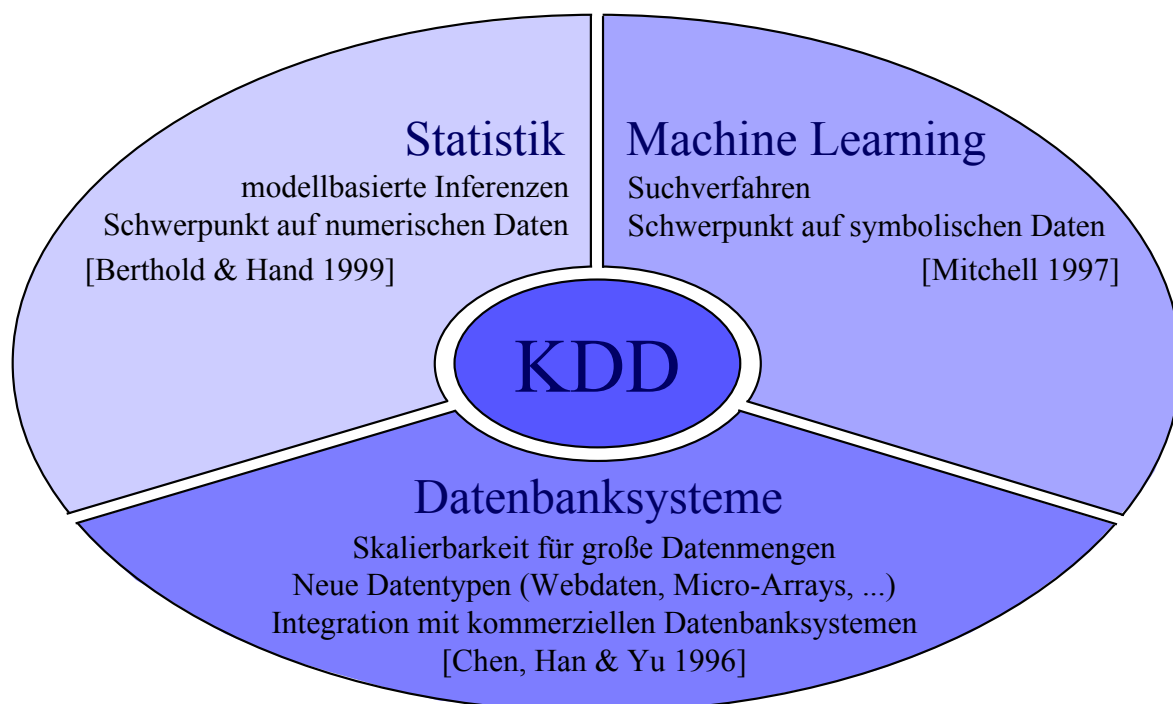 Statistik
modellbasierte Inferenzen
Schwerpunkt auf numerischen Daten
[Berthold & Hand 1999]
Machine Learning
Suchverfahren
Schwerpunkt auf symbolischen Daten
[Mitchell 1997]
KDD
Datenbanksysteme
Skalierbarkeit für große Datenmengen
Neue Datentypen (Webdaten, Micro-Arrays, ...)
Integration mit kommerziellen Datenbanksystemen
[Chen, Han & Yu 1996]